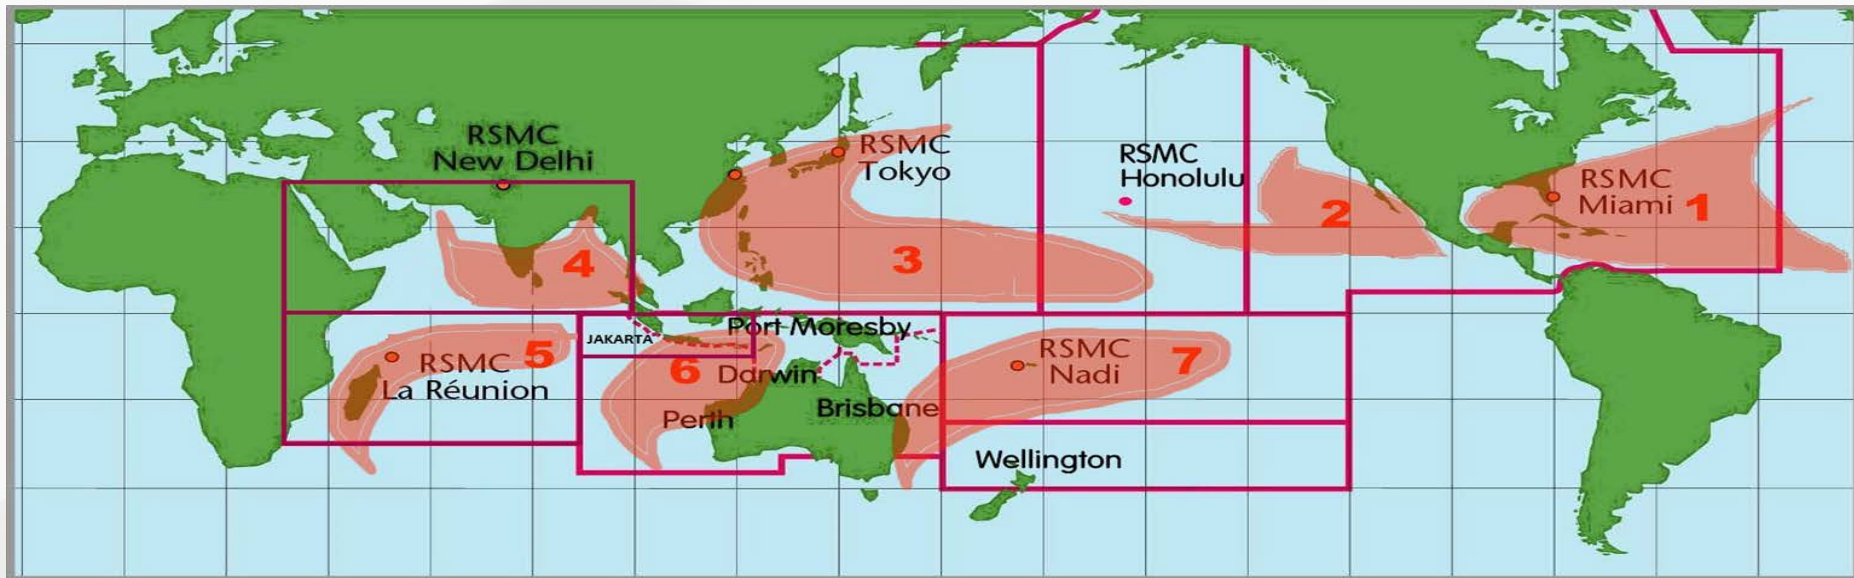 RSMC
New Delhi
RSMC
Tokyo
RSMC
Honolulu
RSMC
Miami
1
2
3
4
5
RSMC
La Réunion
JAKARTA
Port Moresby
6
Darwin
Perth
Brisbane
RSMC
Nadi
7
Wellington